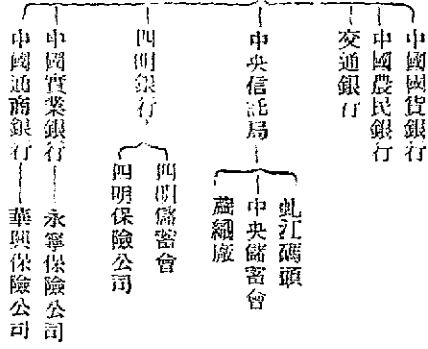 中國國貨銀行
中國農民銀行
交通銀行
中央信託局
虬江碼頭
中央儲蓄會
蔴織廠
四明銀行
四明儲蓄會
四明保險公司
中國實業銀行
永寧保險公司
中國通商銀行
華興保險公司